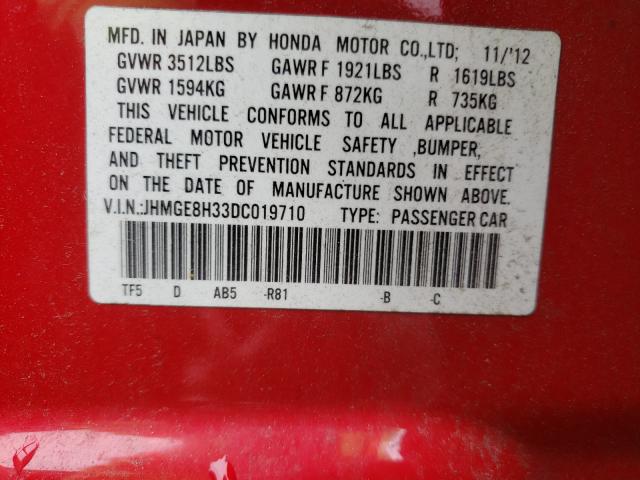 MFD. IN JAPAN BY HONDA MOTOR CO.,LTD; 11/'12
GVWR 3512LBS GAWR F 1921LBS R 1619LBS
GVWR 1594KG GAWR F 872KG R 735KG
THIS VEHICLE CONFORMS TO ALL APPLICABLE
FEDERAL MOTOR VEHICLE SAFETY ,BUMPER,
AND THEFT PREVENTION STANDARDS IN EFFECT
ON THE DATE OF MANUFACTURE SHOWN ABOVE.
V.I.N.:JHMGE8H33DC019710 TYPE: PASSENGER CAR
TF5 D AB5 -R81 -B -C